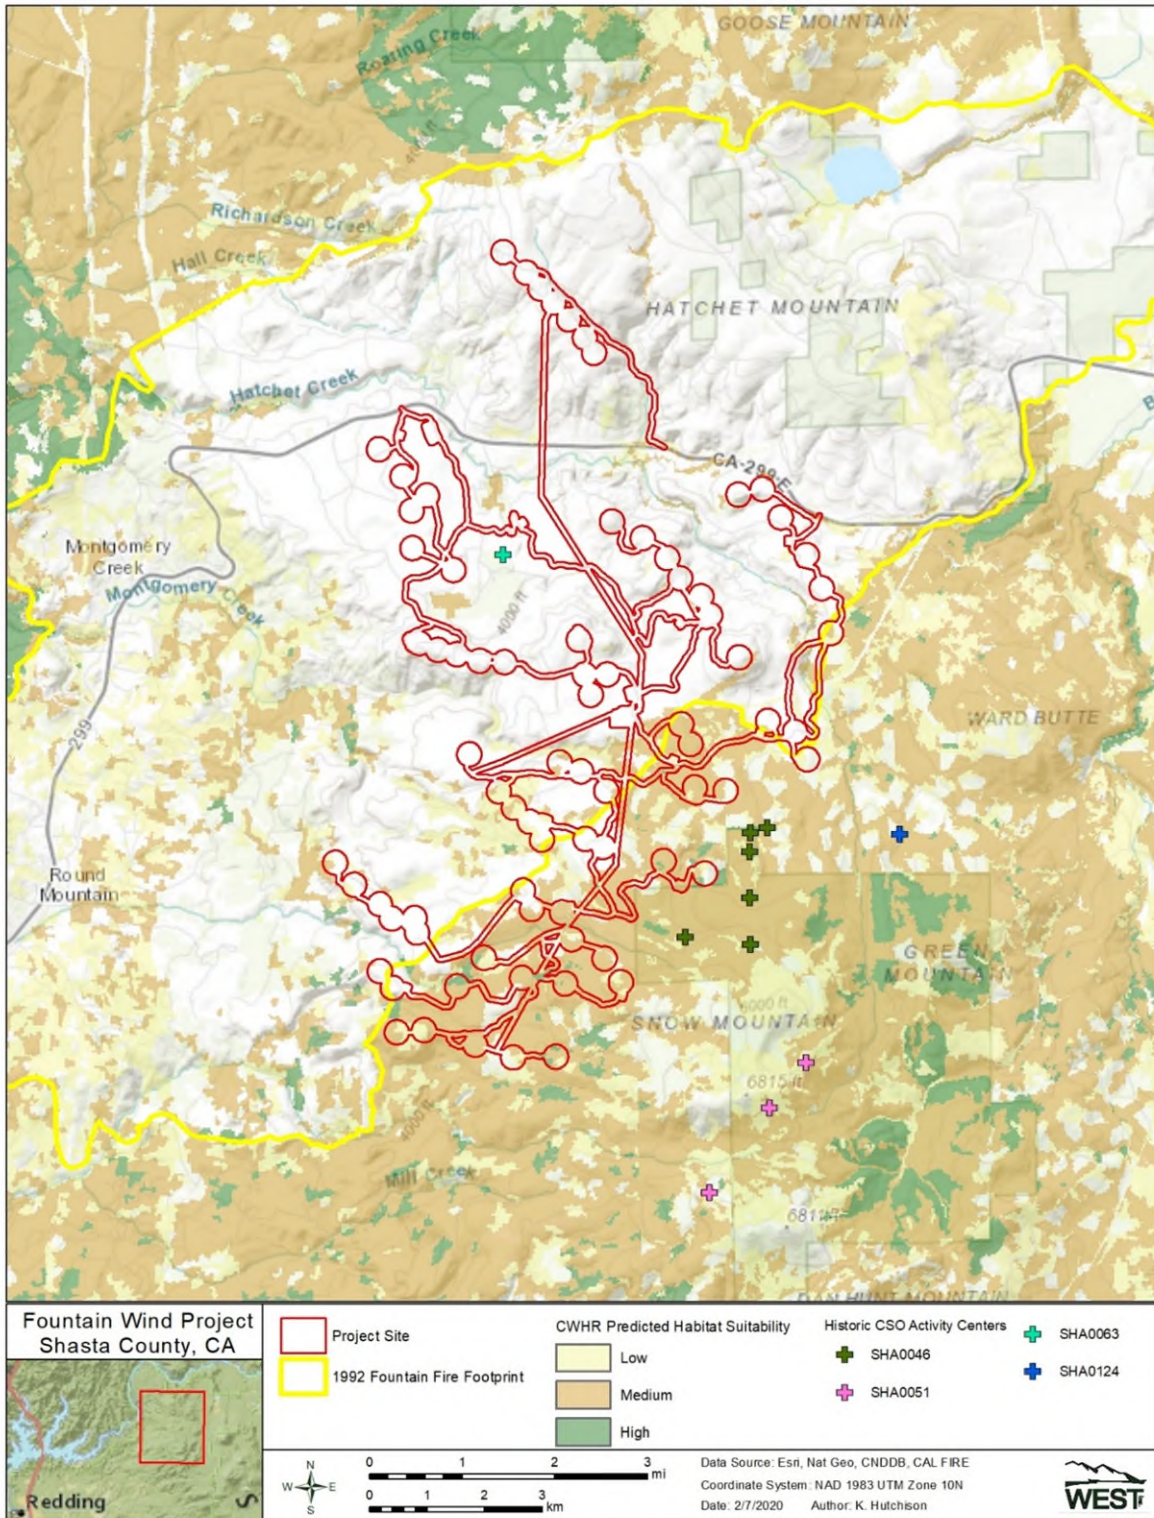 GOOSE MOUNTAIN
Roaring Creek
4000 ft
Richardson Creek
Hall Creek
HATCHET MOUNTAIN
Hatchet Creek
CA-299-E
Montgomery
Creek
Montgomery Creek
4000 ft
299
WARD BUTTE
Round
Mountain
GREEN
MOUNTAIN
4000 ft
SNOW MOUNTAIN
6815 ft
4000 ft
Mill Creek
DAN HUNT MOUNTAIN
Fountain Wind Project
Shasta County, CA
Redding
Project Site
1992 Fountain Fire Footprint
CWHR Predicted Habitat Suitability
Low
Medium
High
Historic CSO Activity Centers
SHA0046
SHA0051
SHA0063
SHA0124
N
W E
S
0 1 2 3
mi
0 1 2 3
km
Data Source: Esri, Nat Geo, CNDDB, CAL FIRE
Coordinate System: NAD 1983 UTM Zone 10N
Date: 2/7/2020 Author: K. Hutchison
WEST